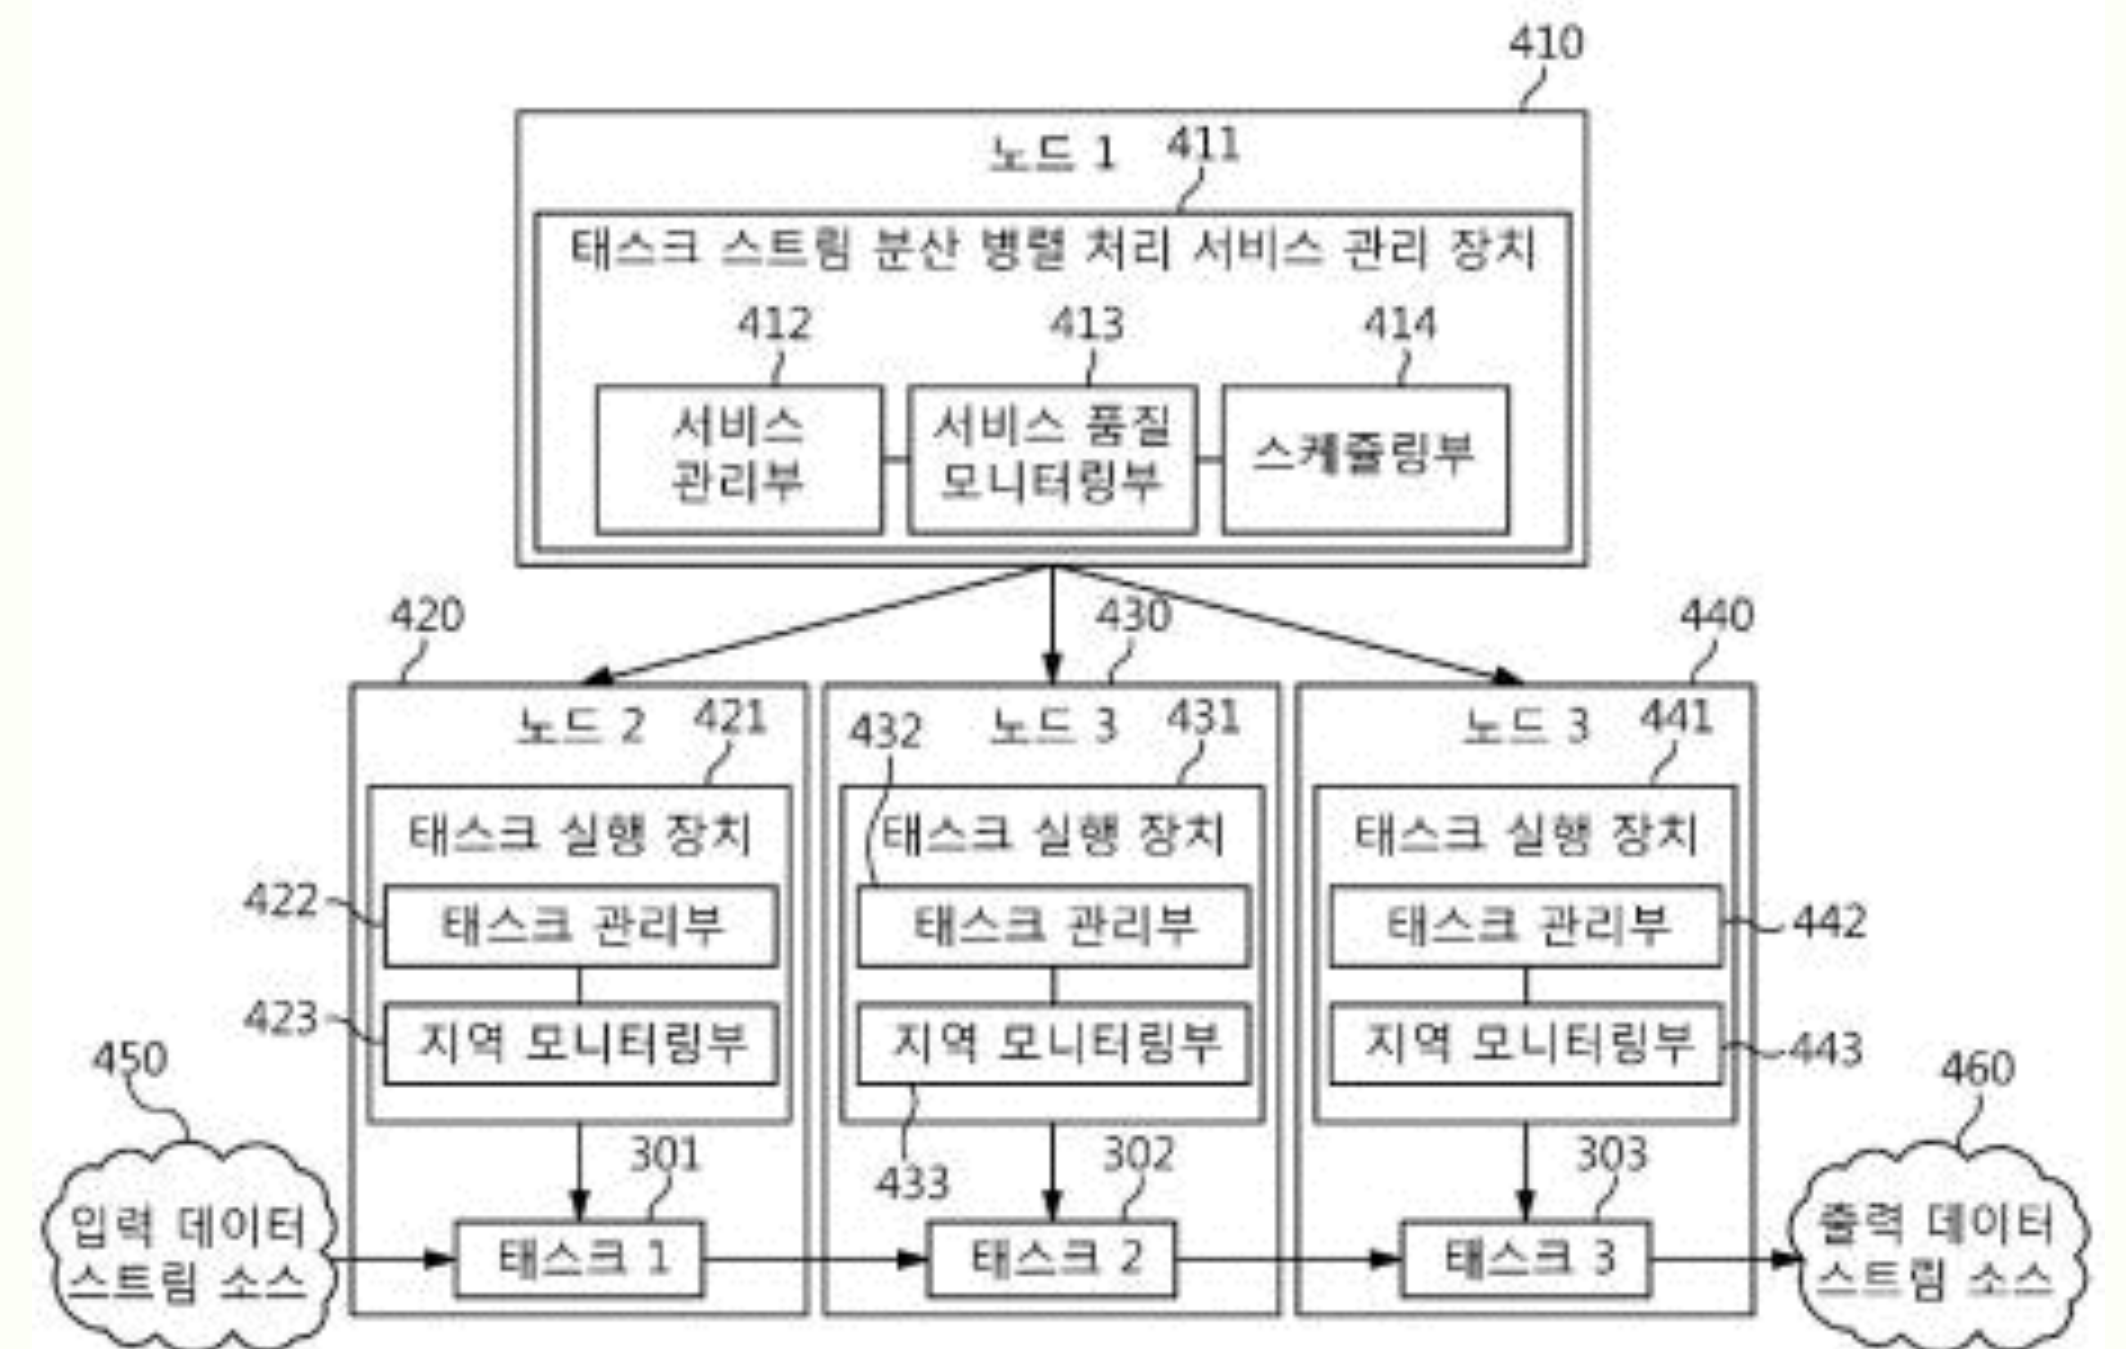 410
노드 1
411
태스크 스트림 분산 병렬 처리 서비스 관리 장치
412
413
414
서비스
관리부
서비스 품질
모니터링부
스케쥴링부
420
430
440
노드 2
421
432
노드 3
431
노드 3
441
태스크 실행 장치
태스크 실행 장치
태스크 실행 장치
422
태스크 관리부
태스크 관리부
태스크 관리부
442
423
지역 모니터링부
지역 모니터링부
지역 모니터링부
443
450
460
301
433
302
303
입력 데이터
스트림 소스
태스크 1
태스크 2
태스크 3
출력 데이터
스트림 소스